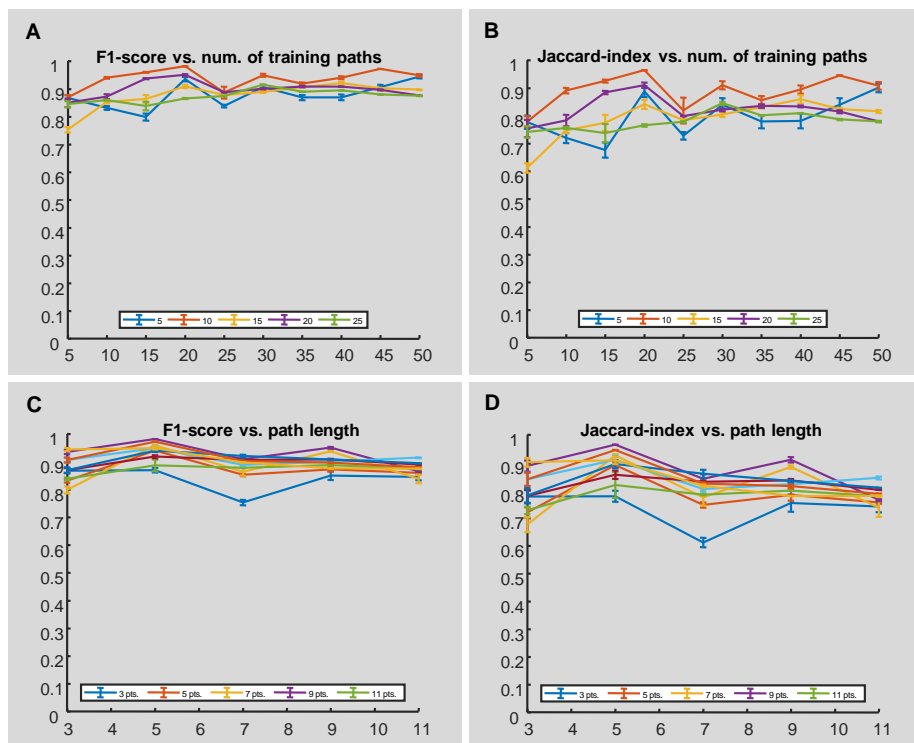 A
F1-score vs. num. of training paths
1
0.9
0.8
0.7
0.6
0.5
0.4
0.3
0.2
0.1
0
5 10 15 20 25
5 10 15 20 25 30 35 40 45 50
B
Jaccard-index vs num. of training paths
1
0.9
0.8
0.7
0.6
0.5
0.4
0.3
0.2
0.1
0
5 10 15 20 25
5 10 15 20 25 30 35 40 45 50
C
F1-score vs. path length
1
0.9
0.8
0.7
0.6
0.5
0.4
0.3
0.2
0.1
0
3 pts. 5 pts. 7 pts. 9 pts. 11 pts.
3 4 5 6 7 8 9 10 11
D
Jaccard-index vs. path length
1
0.9
0.8
0.7
0.6
0.5
0.4
0.3
0.2
0.1
0
3 pts. 5 pts. 7 pts. 9 pts. 11 pts.
3 4 5 6 7 8 9 10 11